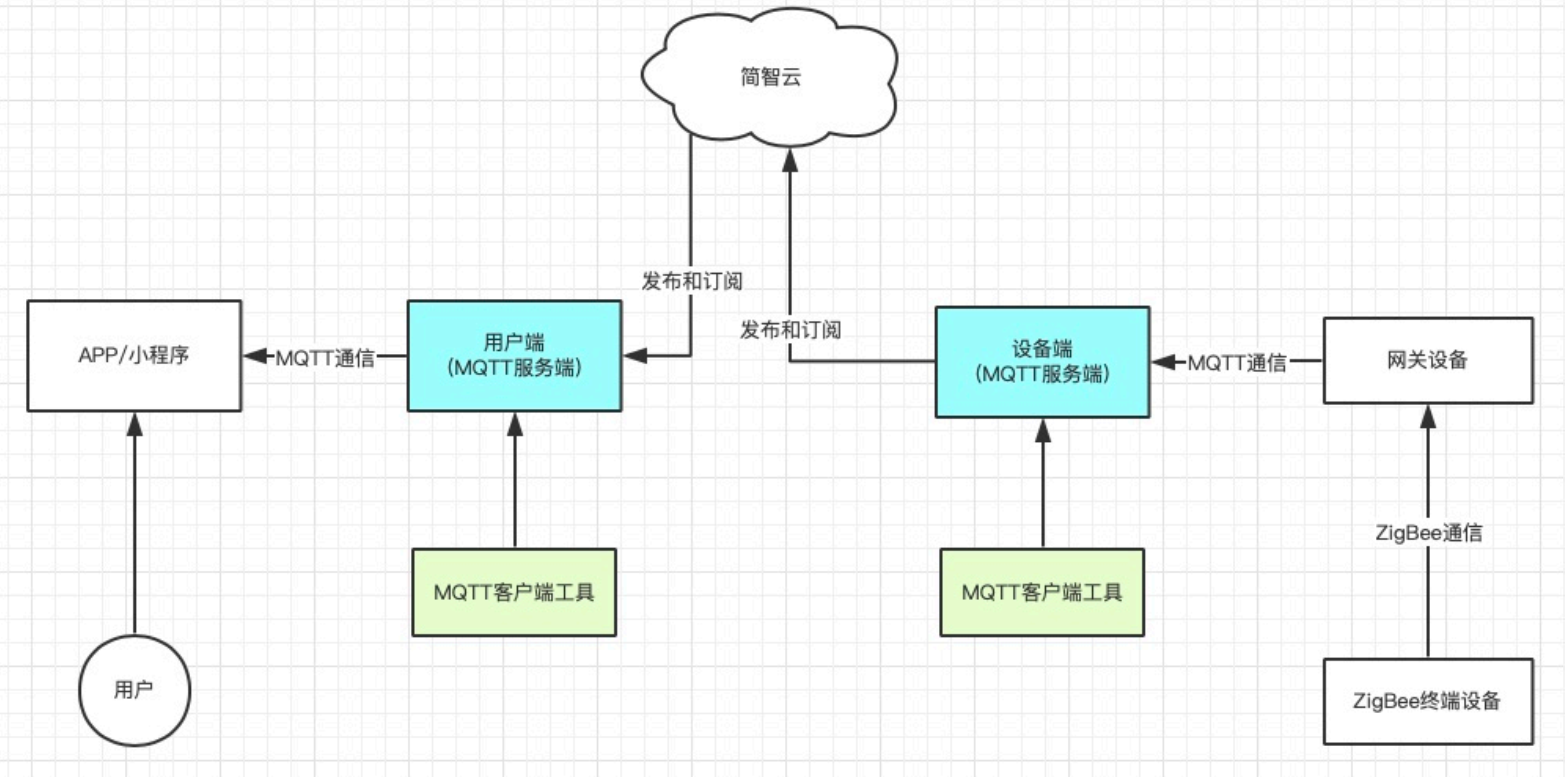 简智云
发布和订阅
发布和订阅
APP/小程序
MQTT通信
用户端
(MQTT服务端)
设备端
(MQTT服务端)
MQTT通信
网关设备
ZigBee通信
MQTT客户端工具
MQTT客户端工具
用户
ZigBee终端设备